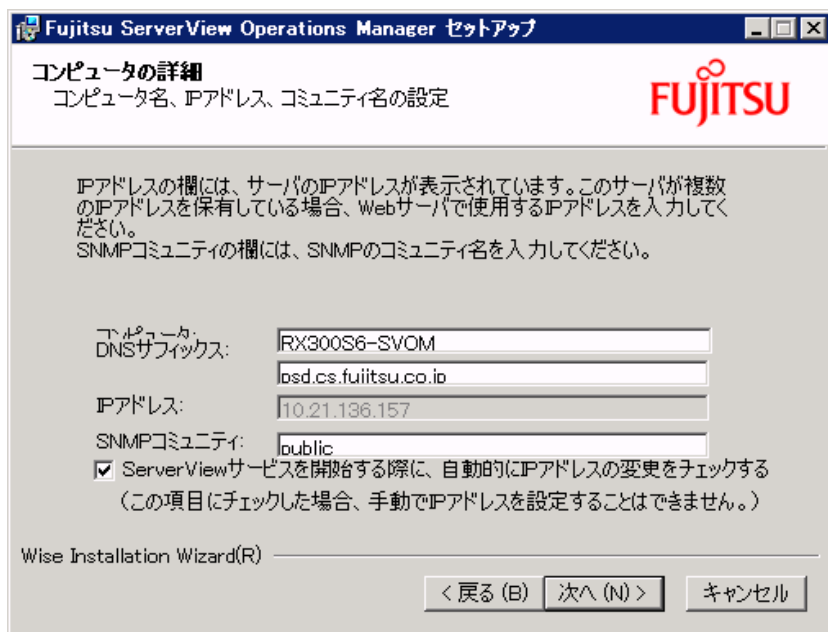 Fujitsu ServerView Operations Manager セットアップ
コンピュータの詳細
コンピュータ名、IPアドレス、コミュニティ名の設定
FUJITSU
IPアドレスの欄には、サーバのIPアドレスが表示されています。このサーバが複数
のIPアドレスを保有している場合、Webサーバで使用するIPアドレスを入力してく
ださい。
SNMPコミュニティの欄には、SNMPのコミュニティ名を入力してください。
コンピュータ:
DNSサフィックス:
RX300S6-SVOM
psd.cs.fujitsu.co.jp
IPアドレス:
10.21.136.157
SNMPコミュニティ:
public
ServerViewサービスを開始する際に、自動的にIPアドレスの変更をチェックする
(この項目にチェックした場合、手動でIPアドレスを設定することはできません。)
Wise Installation Wizard(R)
< 戻る (B)
次へ (N) >
キャンセル